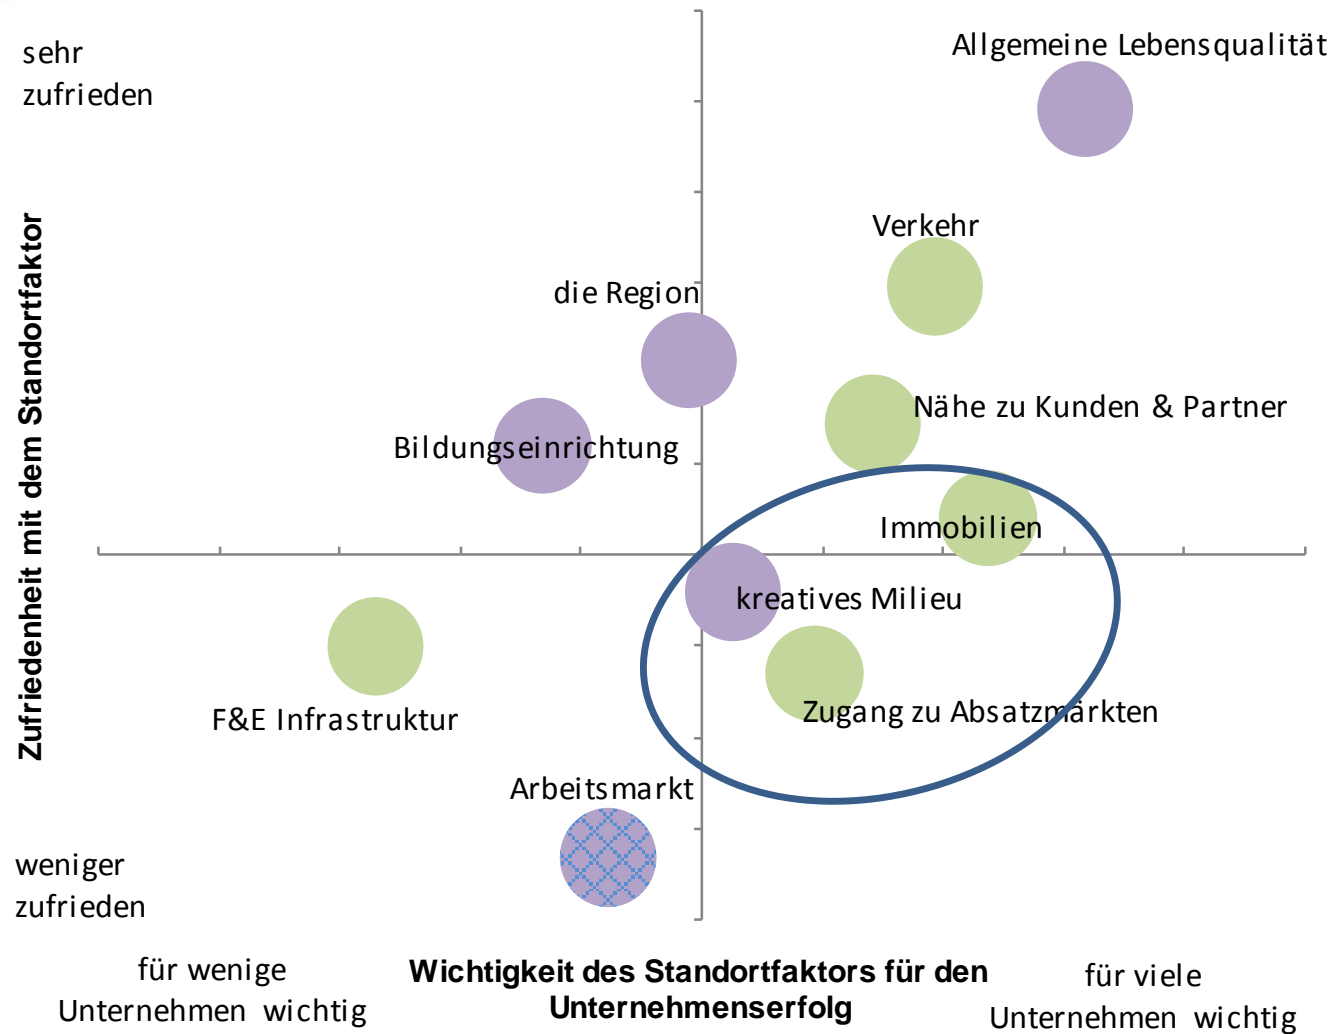 sehr
zufrieden
Allgemeine Lebensqualität
Verkehr
die Region
Nähe zu Kunden & Partner
Bildungseinrichtung
Immobilien
kreatives Milieu
Zugang zu Absatzmärkten
F&E Infrastruktur
Arbeitsmarkt
Zufriedenheit mit dem Standortfaktor
weniger
zufrieden
für wenige
Unternehmen wichtig
Wichtigkeit des Standortfaktors für den
Unternehmenserfolg
für viele
Unternehmen wichtig